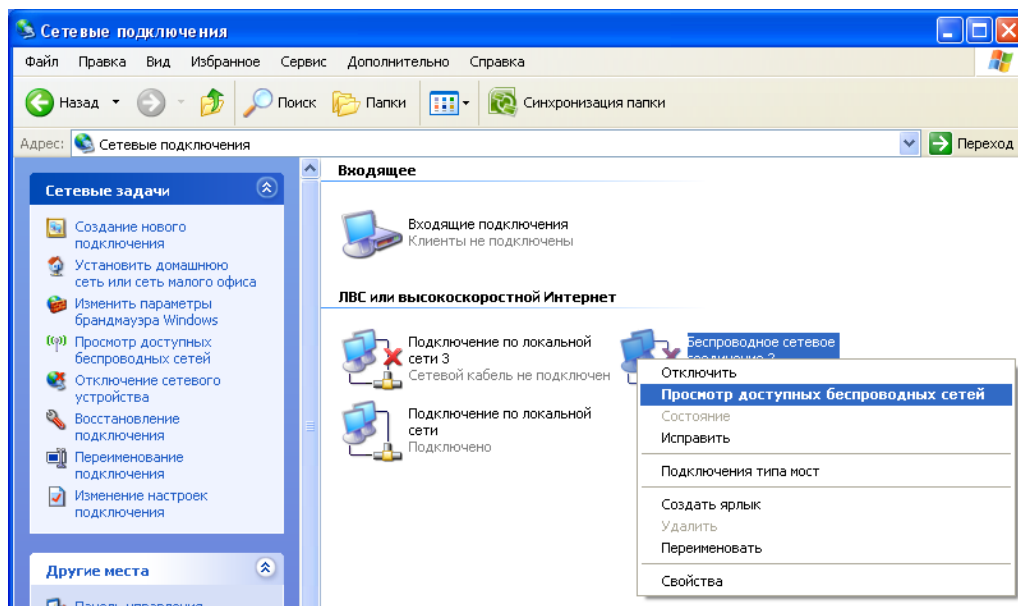 Сетевые подключения
Файл Правка Вид Избранное Сервис Дополнительно Справка
Назад Поиск Папки Синхронизация папки
Адрес: Сетевые подключения Переход
Сетевые задачи
Создание нового
подключения
Установить домашнюю
сеть или сеть малого офиса
Изменить параметры
брандмауэра Windows
Просмотр доступных
беспроводных сетей
Отключение сетевого
устройства
Восстановление
подключения
Переименование
подключения
Изменение настроек
подключения
Другие места
Панель управления
Входящее
Входящие подключения
Клиенты не подключены
ЛВС или высокоскоростной Интернет
Подключение по локальной
сети 3
Сетевой кабель не подключен
Подключение по локальной
сети
Подключено
Беспроводное сетевое
соединение 2
Отключить
Просмотр доступных беспроводных сетей
Состояние
Исправить
Подключения типа мост
Создать ярлык
Удалить
Переименовать
Свойства